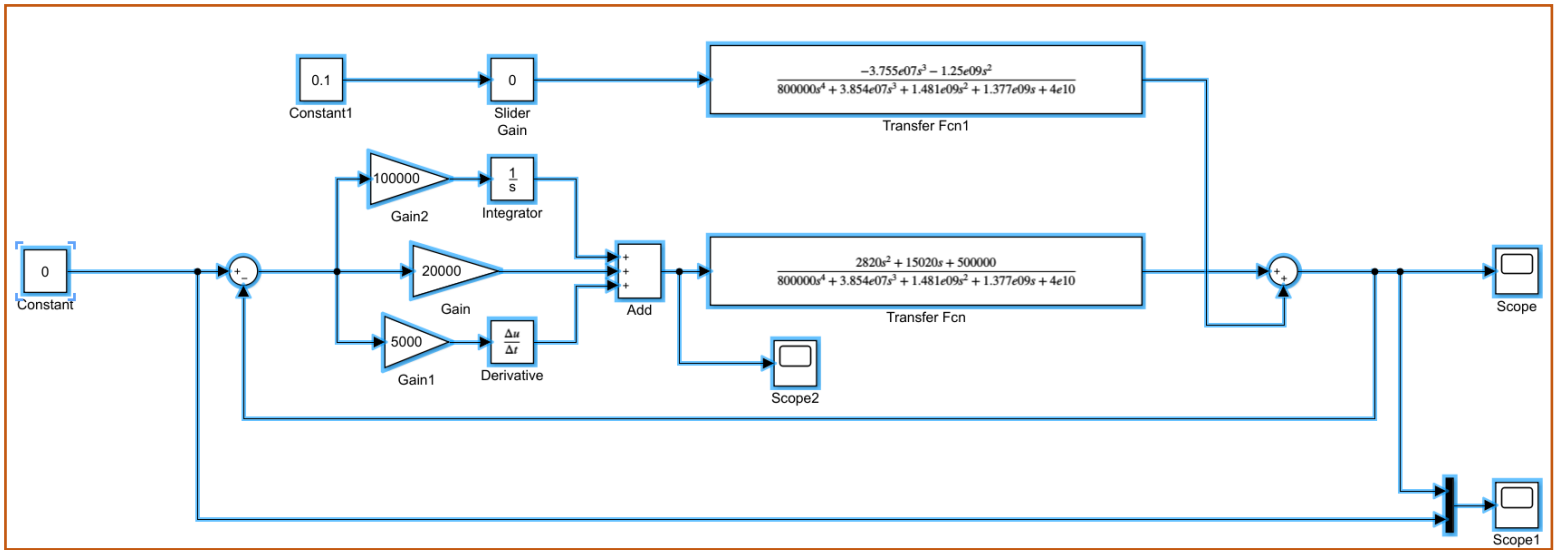 0.1
Constant1
0
Slider
Gain
-3.755e07s³ - 1.25e09s²
800000s⁴ + 3.854e07s³ + 1.481e09s² + 1.377e09s + 4e10
Transfer Fcn1
100000
Gain2
1
s
Integrator
0
Constant
+
−
20000
Gain
+
+
+
Add
2820s² + 15020s + 500000
800000s⁴ + 3.854e07s³ + 1.481e09s² + 1.377e09s + 4e10
Transfer Fcn
+
+
Scope
5000
Gain1
Δu
Δt
Derivative
Scope2
Scope1